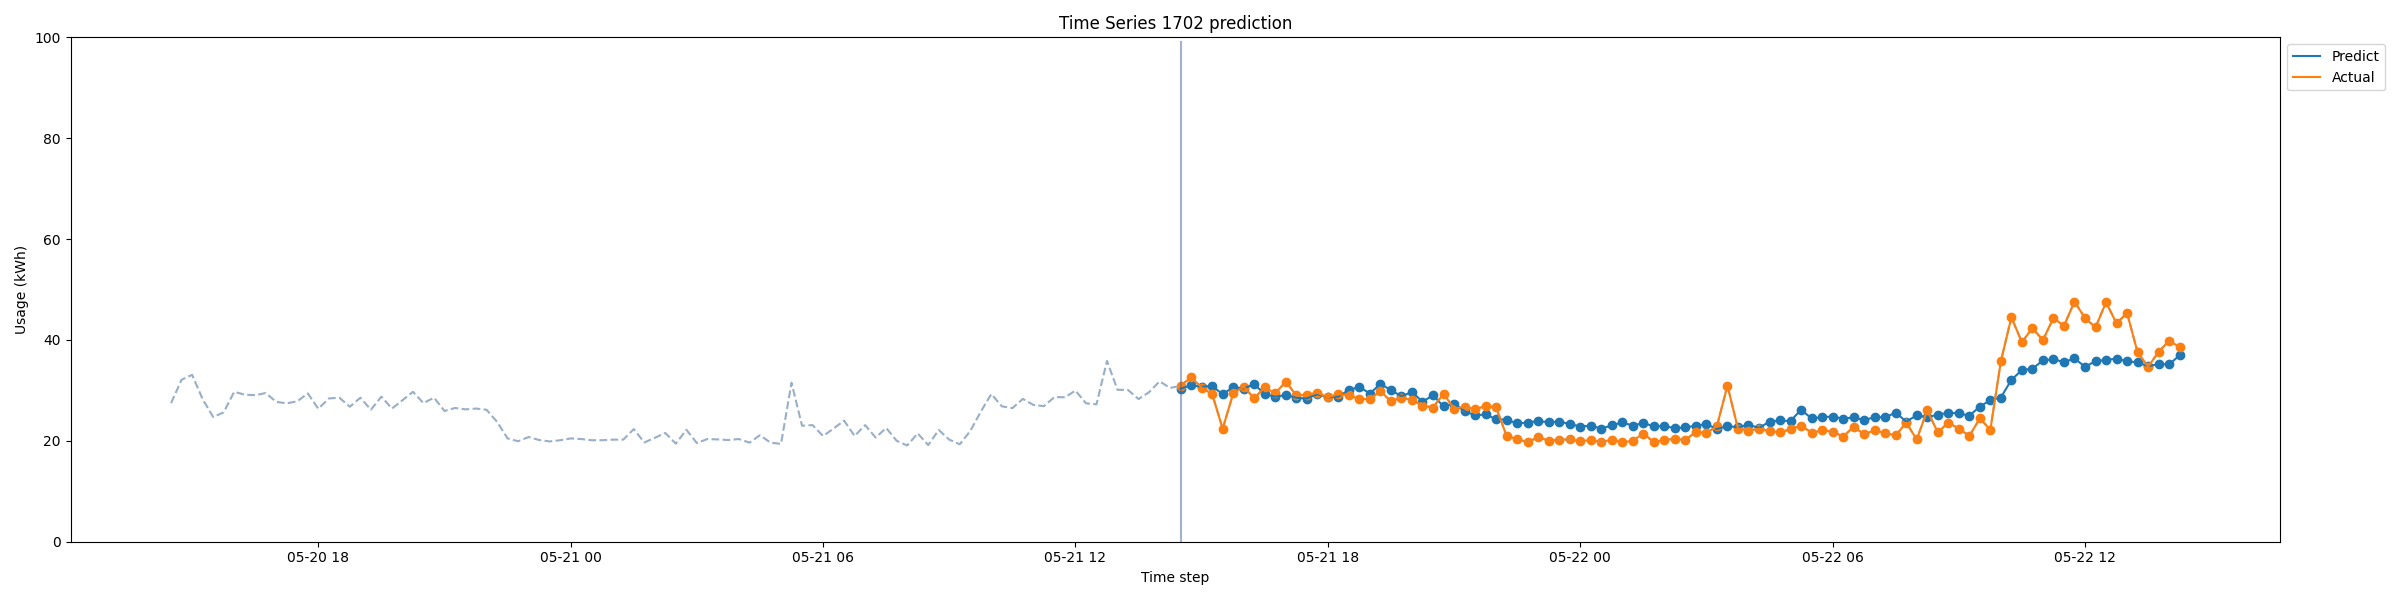 Time Series 1702 prediction
Predict
Actual
100
80
60
40
20
0
Usage (kWh)
05-20 18
05-21 00
05-21 06
05-21 12
05-21 18
05-22 00
05-22 06
05-22 12
Time step